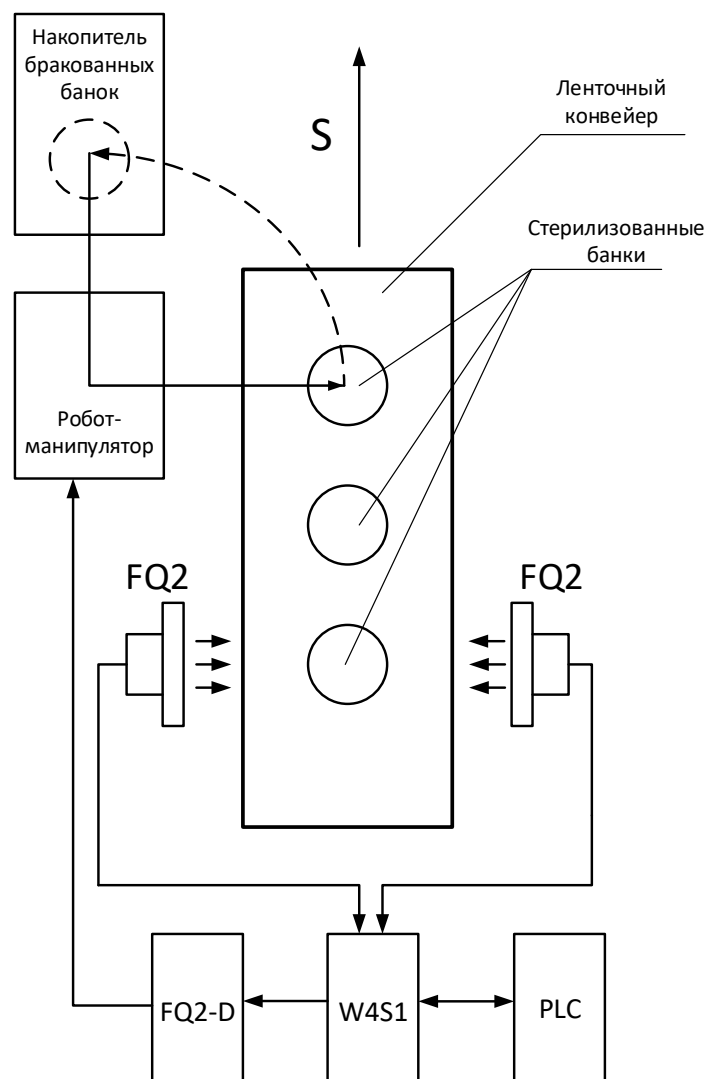 Накопитель
бракованных
банок
S
Ленточный
конвейер
Стерилизованные
банки
Робот-
манипулятор
FQ2
FQ2
FQ2-D
W4S1
PLC